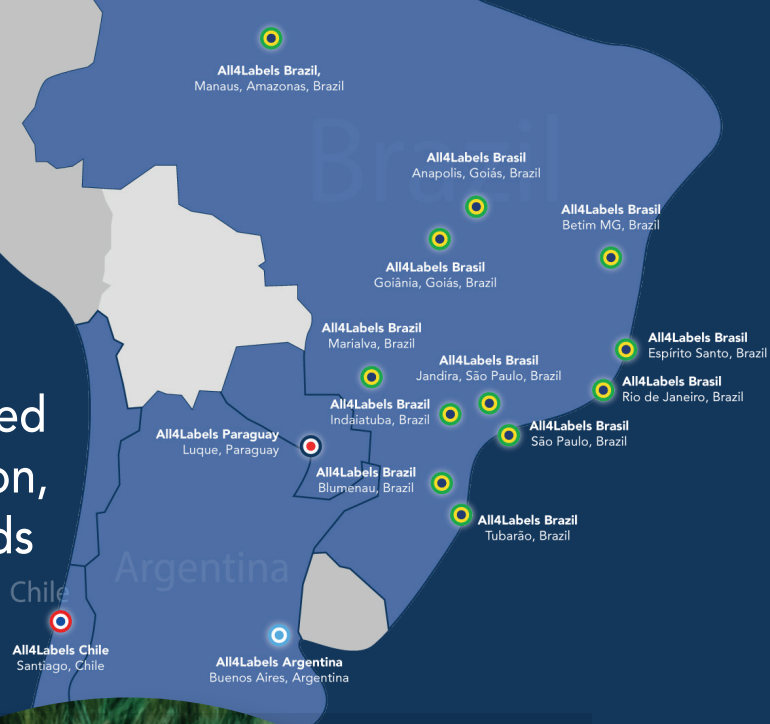 All4Labels Brazil,
Manaus, Amazonas, Brazil
Brazil
All4Labels Brasil
Anapolis, Goiás, Brazil
All4Labels Brasil
Betim MG, Brazil
All4Labels Brasil
Goiânia, Goiás, Brazil
All4Labels Brazil
Marialva, Brazil
All4Labels Brasil
Espírito Santo, Brazil
All4Labels Brasil
Jandira, São Paulo, Brazil
All4Labels Brasil
Rio de Janeiro, Brazil
All4Labels Brazil
Indaiatuba, Brazil
All4Labels Brasil
São Paulo, Brazil
All4Labels Paraguay
Luque, Paraguay
All4Labels Brazil
Blumenau, Brazil
All4Labels Brazil
Tubarão, Brazil
ed
on,
ds
Argentina
Chile
All4Labels Chile
Santiago, Chile
All4Labels Argentina
Buenos Aires, Argentina